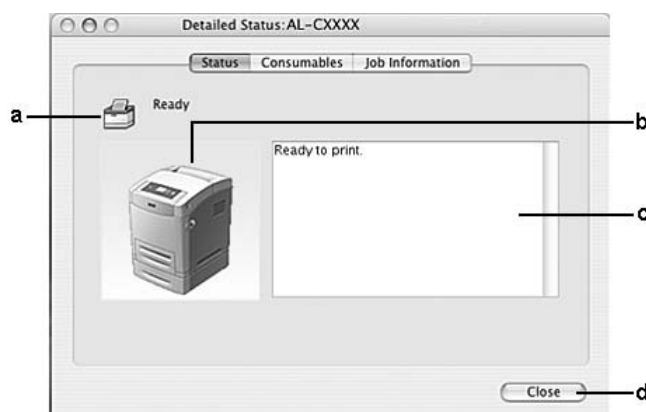 Detailed Status:AL-CXXXX
Status Consumables Job Information
a
Ready
b
Ready to print.
c
Close
d